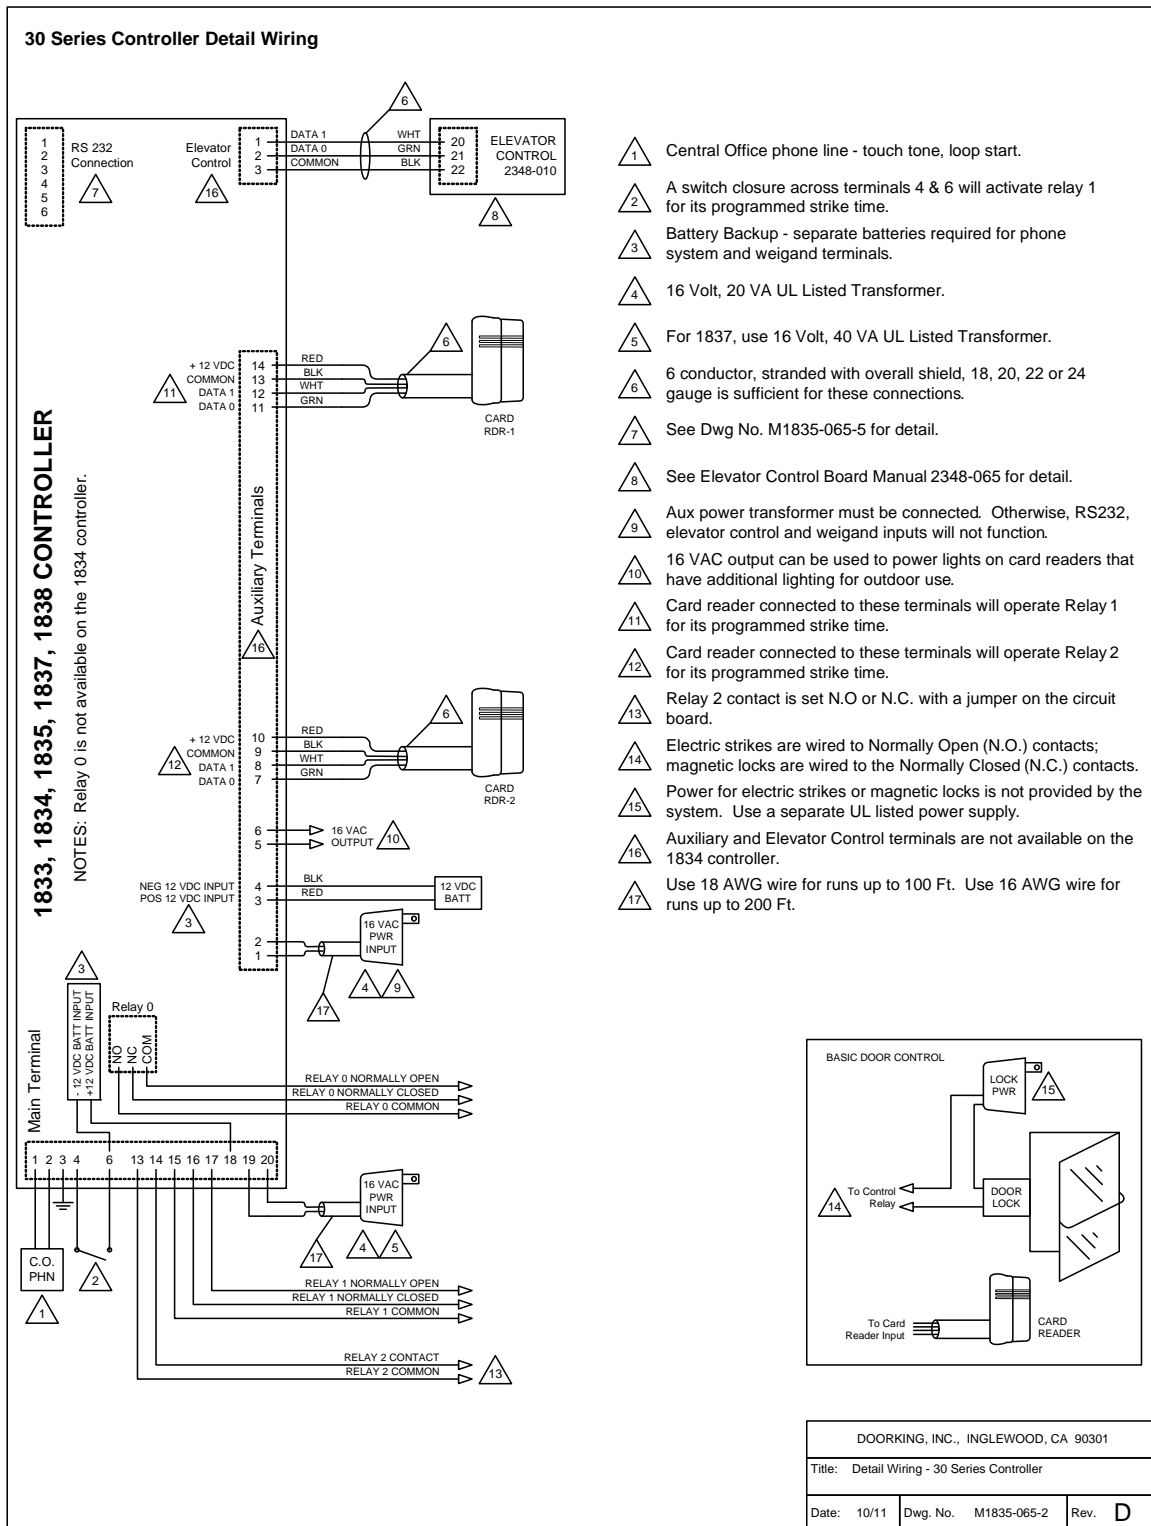 30 Series Controller Detail Wiring
1833, 1834, 1835, 1837, 1838 CONTROLLER
NOTES: Relay 0 is not available on the 1834 controller.
1
2
3
4
5
6
RS 232
Connection
7
Elevator
Control
16
1
2
3
DATA 1
DATA 0
COMMON
6
WHT
GRN
BLK
20
21
22
ELEVATOR
CONTROL
2348-010
8
Auxiliary Terminals
16
+ 12 VDC
COMMON
DATA 1
DATA 0
11
14
13
12
11
RED
BLK
WHT
GRN
6
CARD
RDR-1
+ 12 VDC
COMMON
DATA 1
DATA 0
12
10
9
8
7
RED
BLK
WHT
GRN
6
CARD
RDR-2
6
5
16 VAC
OUTPUT
10
NEG 12 VDC INPUT
POS 12 VDC INPUT
3
4
3
BLK
RED
12 VDC
BATT
2
1
16 VAC
PWR
INPUT
17
4
9
3
- 12 VDC BATT INPUT
+12 VDC BATT INPUT
Relay 0
NO
NC
COM
Main Terminal
RELAY 0 NORMALLY OPEN
RELAY 0 NORMALLY CLOSED
RELAY 0 COMMON
1 2 3 4 6 13 14 15 16 17 18 19 20
16 VAC
PWR
INPUT
17
4
5
C.O.
PHN
1
2
RELAY 1 NORMALLY OPEN
RELAY 1 NORMALLY CLOSED
RELAY 1 COMMON
RELAY 2 CONTACT
RELAY 2 COMMON
13
1 Central Office phone line - touch tone, loop start.
2 A switch closure across terminals 4 & 6 will activate relay 1
for its programmed strike time.
3 Battery Backup - separate batteries required for phone
system and weigand terminals.
4 16 Volt, 20 VA UL Listed Transformer.
5 For 1837, use 16 Volt, 40 VA UL Listed Transformer.
6 6 conductor, stranded with overall shield, 18, 20, 22 or 24
gauge is sufficient for these connections.
7 See Dwg No. M1835-065-5 for detail.
8 See Elevator Control Board Manual 2348-065 for detail.
9 Aux power transformer must be connected. Otherwise, RS232,
elevator control and weigand inputs will not function.
10 16 VAC output can be used to power lights on card readers that
have additional lighting for outdoor use.
11 Card reader connected to these terminals will operate Relay 1
for its programmed strike time.
12 Card reader connected to these terminals will operate Relay 2
for its programmed strike time.
13 Relay 2 contact is set N.O or N.C. with a jumper on the circuit
board.
14 Electric strikes are wired to Normally Open (N.O.) contacts;
magnetic locks are wired to the Normally Closed (N.C.) contacts.
15 Power for electric strikes or magnetic locks is not provided by the
system. Use a separate UL listed power supply.
16 Auxiliary and Elevator Control terminals are not available on the
1834 controller.
17 Use 18 AWG wire for runs up to 100 Ft. Use 16 AWG wire for
runs up to 200 Ft.
BASIC DOOR CONTROL
LOCK
PWR
15
14
To Control
Relay
DOOR
LOCK
To Card
Reader Input
CARD
READER
DOORKING, INC., INGLEWOOD, CA 90301
Title: Detail Wiring - 30 Series Controller
Date: 10/11 Dwg. No. M1835-065-2 Rev. D